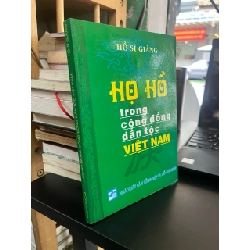 HỒ SĨ GIÀNG
HỌ HỒ
trong
cộng đồng
dân tộc
VIỆT NAM